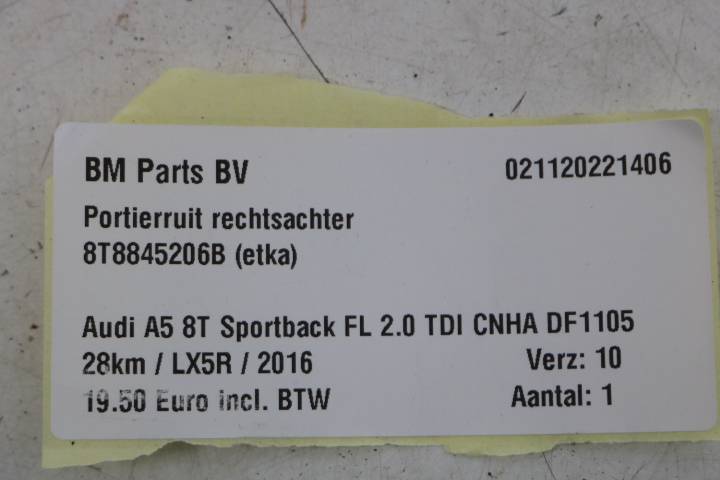 BM Parts BV 021120221406
Portierruit rechtsachter
8T8845206B (etka)
Audi A5 8T Sportback FL 2.0 TDI CNHA DF1105
28km / LX5R / 2016 Verz: 10
19.50 Euro incl. BTW Aantal: 1